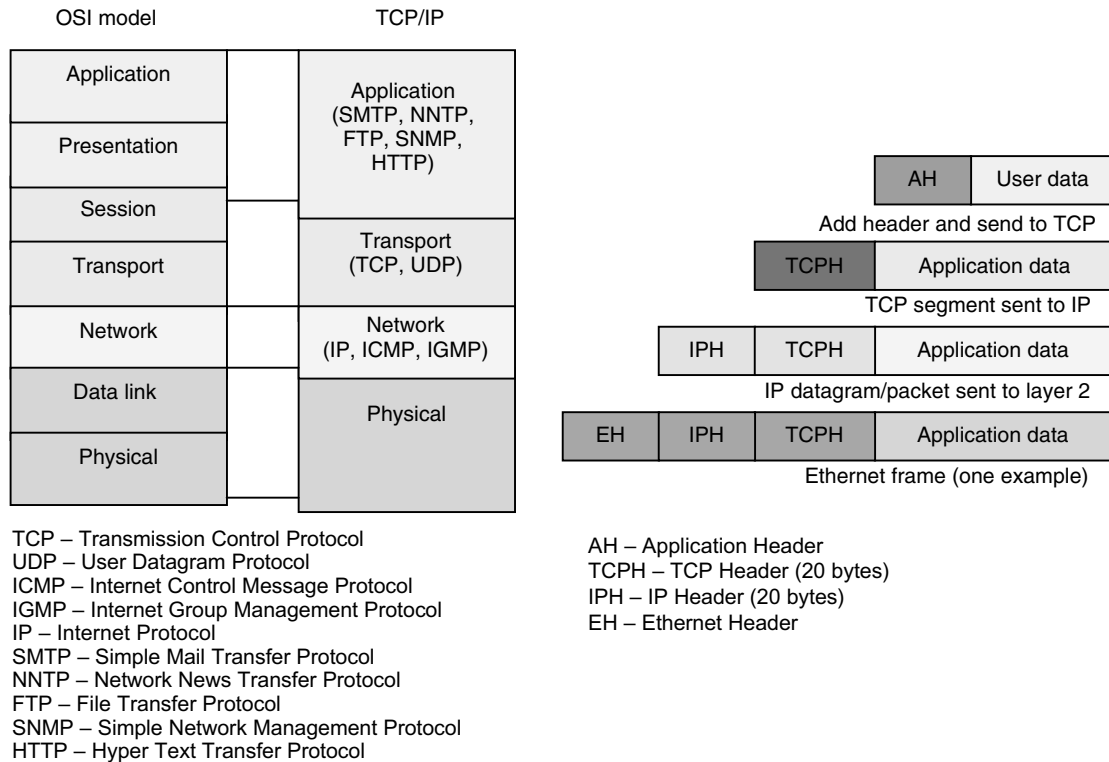 OSI model
TCP/IP
Application
Presentation
Session
Transport
Network
Data link
Physical
Application
(SMTP, NNTP,
FTP, SNMP,
HTTP)
Transport
(TCP, UDP)
Network
(IP, ICMP, IGMP)
Physical
AH
User data
Add header and send to TCP
TCPH
Application data
TCP segment sent to IP
IPH
TCPH
Application data
IP datagram/packet sent to layer 2
EH
IPH
TCPH
Application data
Ethernet frame (one example)
TCP – Transmission Control Protocol
UDP – User Datagram Protocol
ICMP – Internet Control Message Protocol
IGMP – Internet Group Management Protocol
IP – Internet Protocol
SMTP – Simple Mail Transfer Protocol
NNTP – Network News Transfer Protocol
FTP – File Transfer Protocol
SNMP – Simple Network Management Protocol
HTTP – Hyper Text Transfer Protocol
AH – Application Header
TCPH – TCP Header (20 bytes)
IPH – IP Header (20 bytes)
EH – Ethernet Header